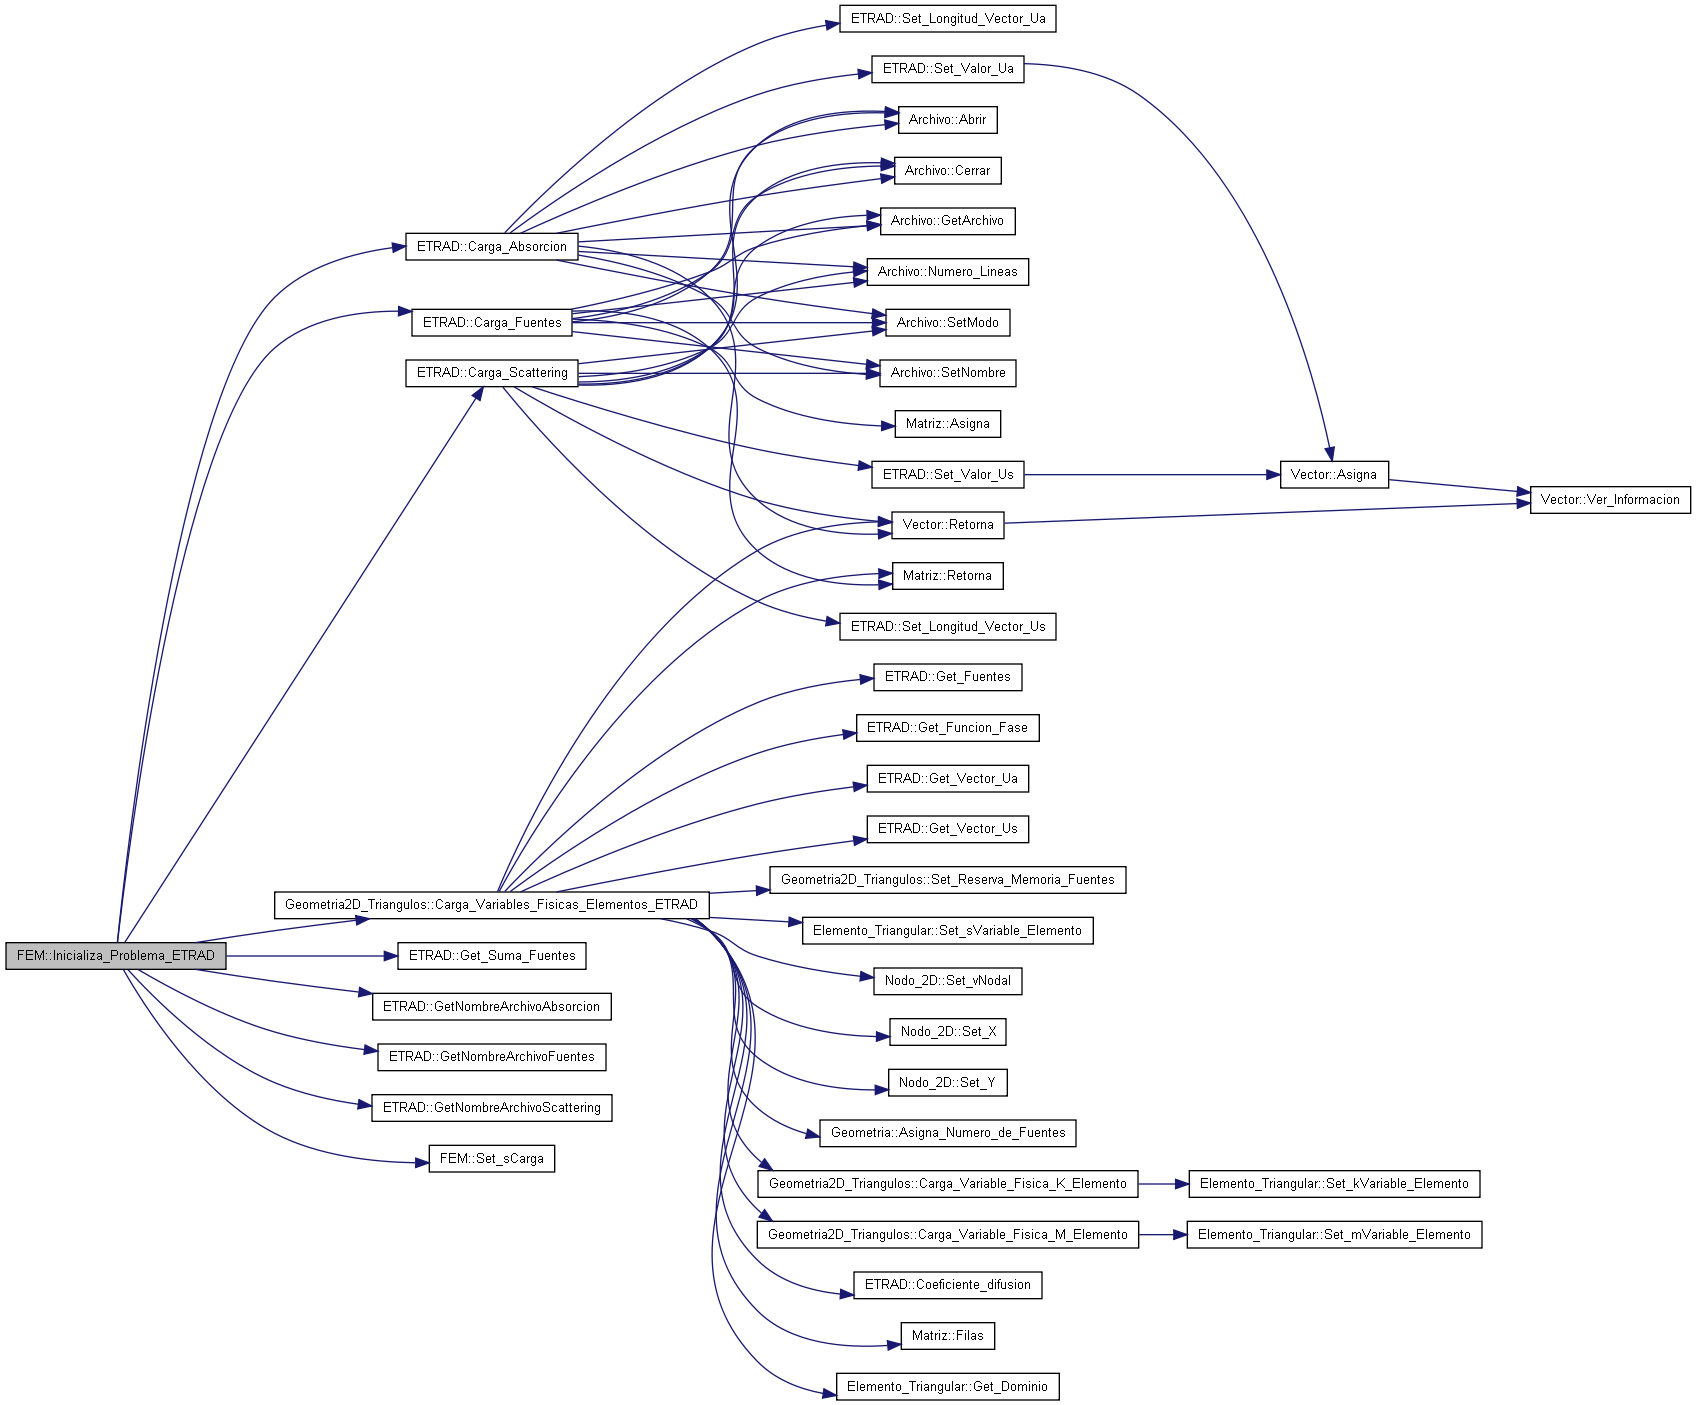 ETRAD::Set_Longitud_Vector_Ua
ETRAD::Set_Valor_Ua
Archivo::Abrir
Archivo::Cerrar
Archivo::GetArchivo
ETRAD::Carga_Absorcion
Archivo::Numero_Lineas
ETRAD::Carga_Fuentes
Archivo::SetModo
ETRAD::Carga_Scattering
Archivo::SetNombre
Matriz::Asigna
ETRAD::Set_Valor_Us
Vector::Asigna
Vector::Ver_Informacion
Vector::Retorna
Matriz::Retorna
ETRAD::Set_Longitud_Vector_Us
ETRAD::Get_Fuentes
ETRAD::Get_Funcion_Fase
ETRAD::Get_Vector_Ua
ETRAD::Get_Vector_Us
Geometria2D_Triangulos::Set_Reserva_Memoria_Fuentes
Geometria2D_Triangulos::Carga_Variables_Fisicas_Elementos_ETRAD
Elemento_Triangular::Set_sVariable_Elemento
FEM::Inicializa_Problema_ETRAD
ETRAD::Get_Suma_Fuentes
Nodo_2D::Set_vNodal
ETRAD::GetNombreArchivoAbsorcion
Nodo_2D::Set_X
ETRAD::GetNombreArchivoFuentes
Nodo_2D::Set_Y
ETRAD::GetNombreArchivoScattering
Geometria::Asigna_Numero_de_Fuentes
FEM::Set_sCarga
Geometria2D_Triangulos::Carga_Variable_Fisica_K_Elemento
Elemento_Triangular::Set_kVariable_Elemento
Geometria2D_Triangulos::Carga_Variable_Fisica_M_Elemento
Elemento_Triangular::Set_mVariable_Elemento
ETRAD::Coeficiente_difusion
Matriz::Filas
Elemento_Triangular::Get_Dominio